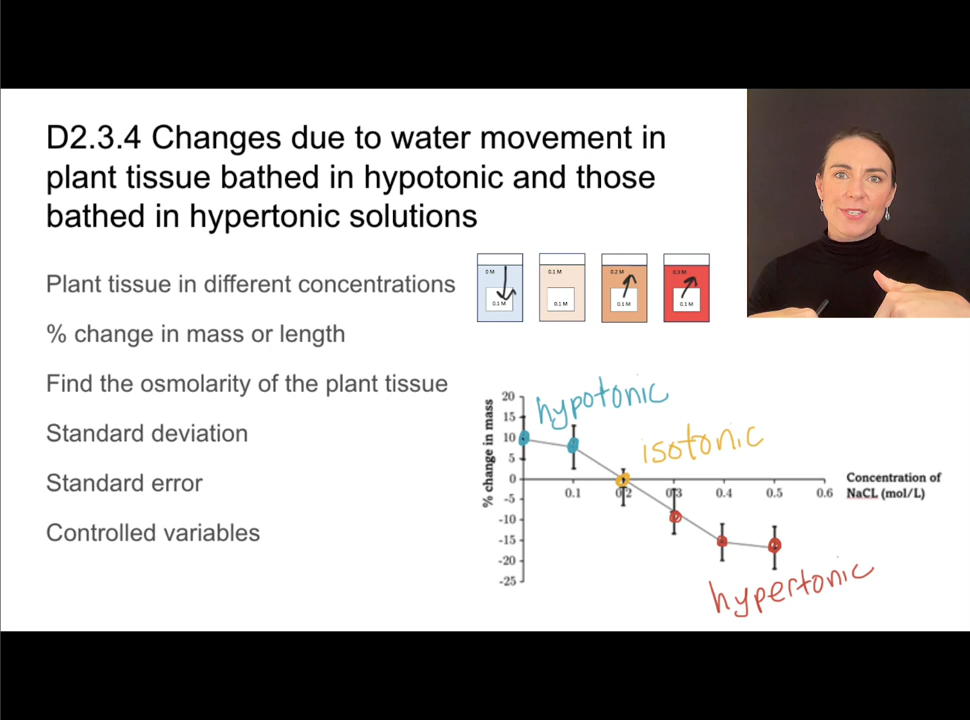 D2.3.4 Changes due to water movement in
plant tissue bathed in hypotonic and those
bathed in hypertonic solutions
Plant tissue in different concentrations
% change in mass or length
Find the osmolarity of the plant tissue
Standard deviation
Standard error
Controlled variables
0 M
0.1 M
0.1 M
0.1 M
0.2 M
0.1 M
0.3 M
0.1 M
hypotonic
isotonic
hypertonic
% change in mass
20
15
10
5
0
-5
-10
-15
-20
-25
0.1
0.2
0.3
0.4
0.5
0.6
Concentration of
NaCL (mol/L)